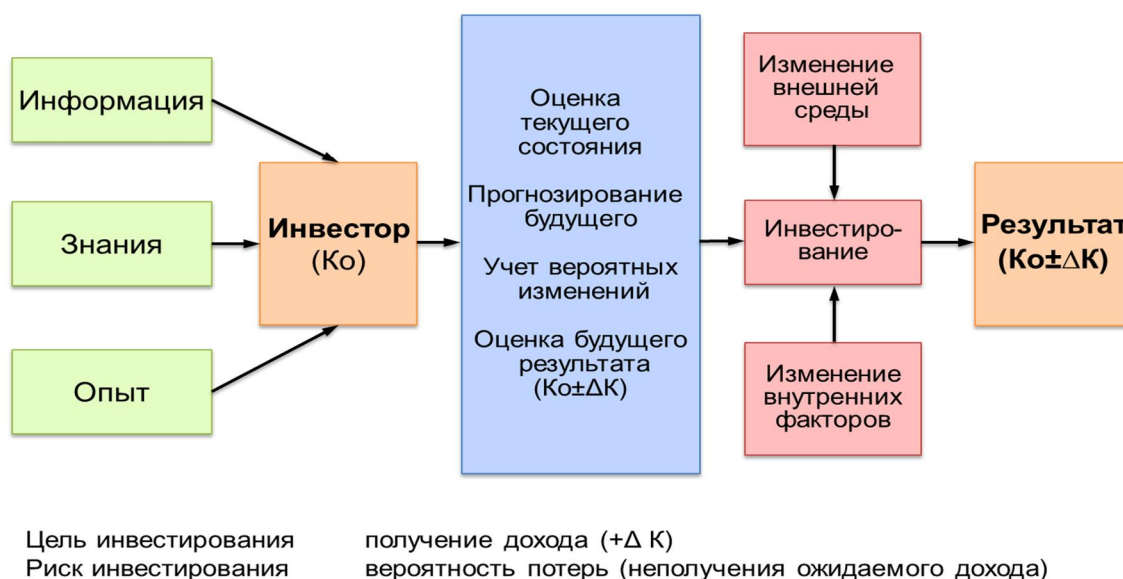 Информация
Знания
Опыт
Инвестор
(Ко)
Оценка
текущего
состояния
Прогнозирование
будущего
Учет вероятных
изменений
Оценка будущего
результата
(Ко±ΔК)
Изменение
внешней
среды
Инвестиро-
вание
Изменение
внутренних
факторов
Результат
(Ко±ΔК)
Цель инвестирования получение дохода (+Δ К)
Риск инвестирования вероятность потерь (неполучения ожидаемого дохода)